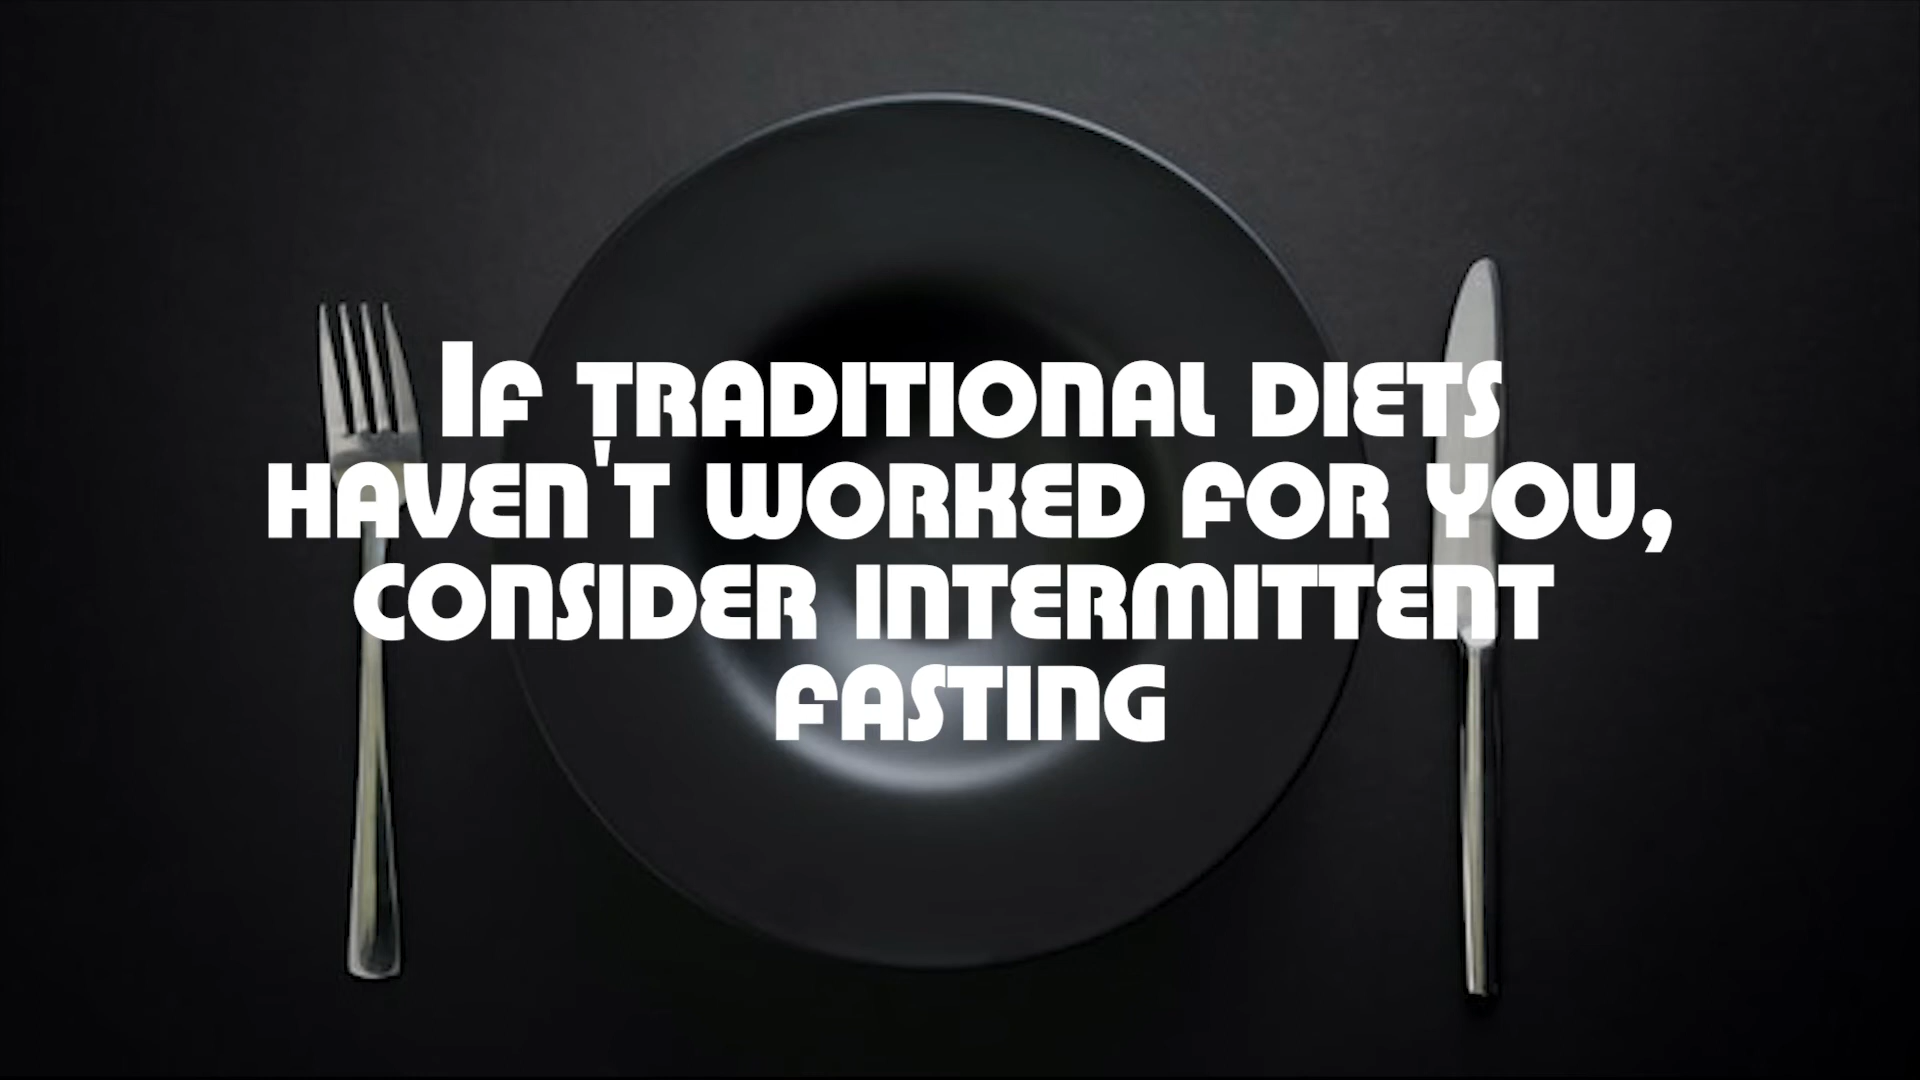 If traditional diets
haven't worked for you,
consider intermittent
fasting